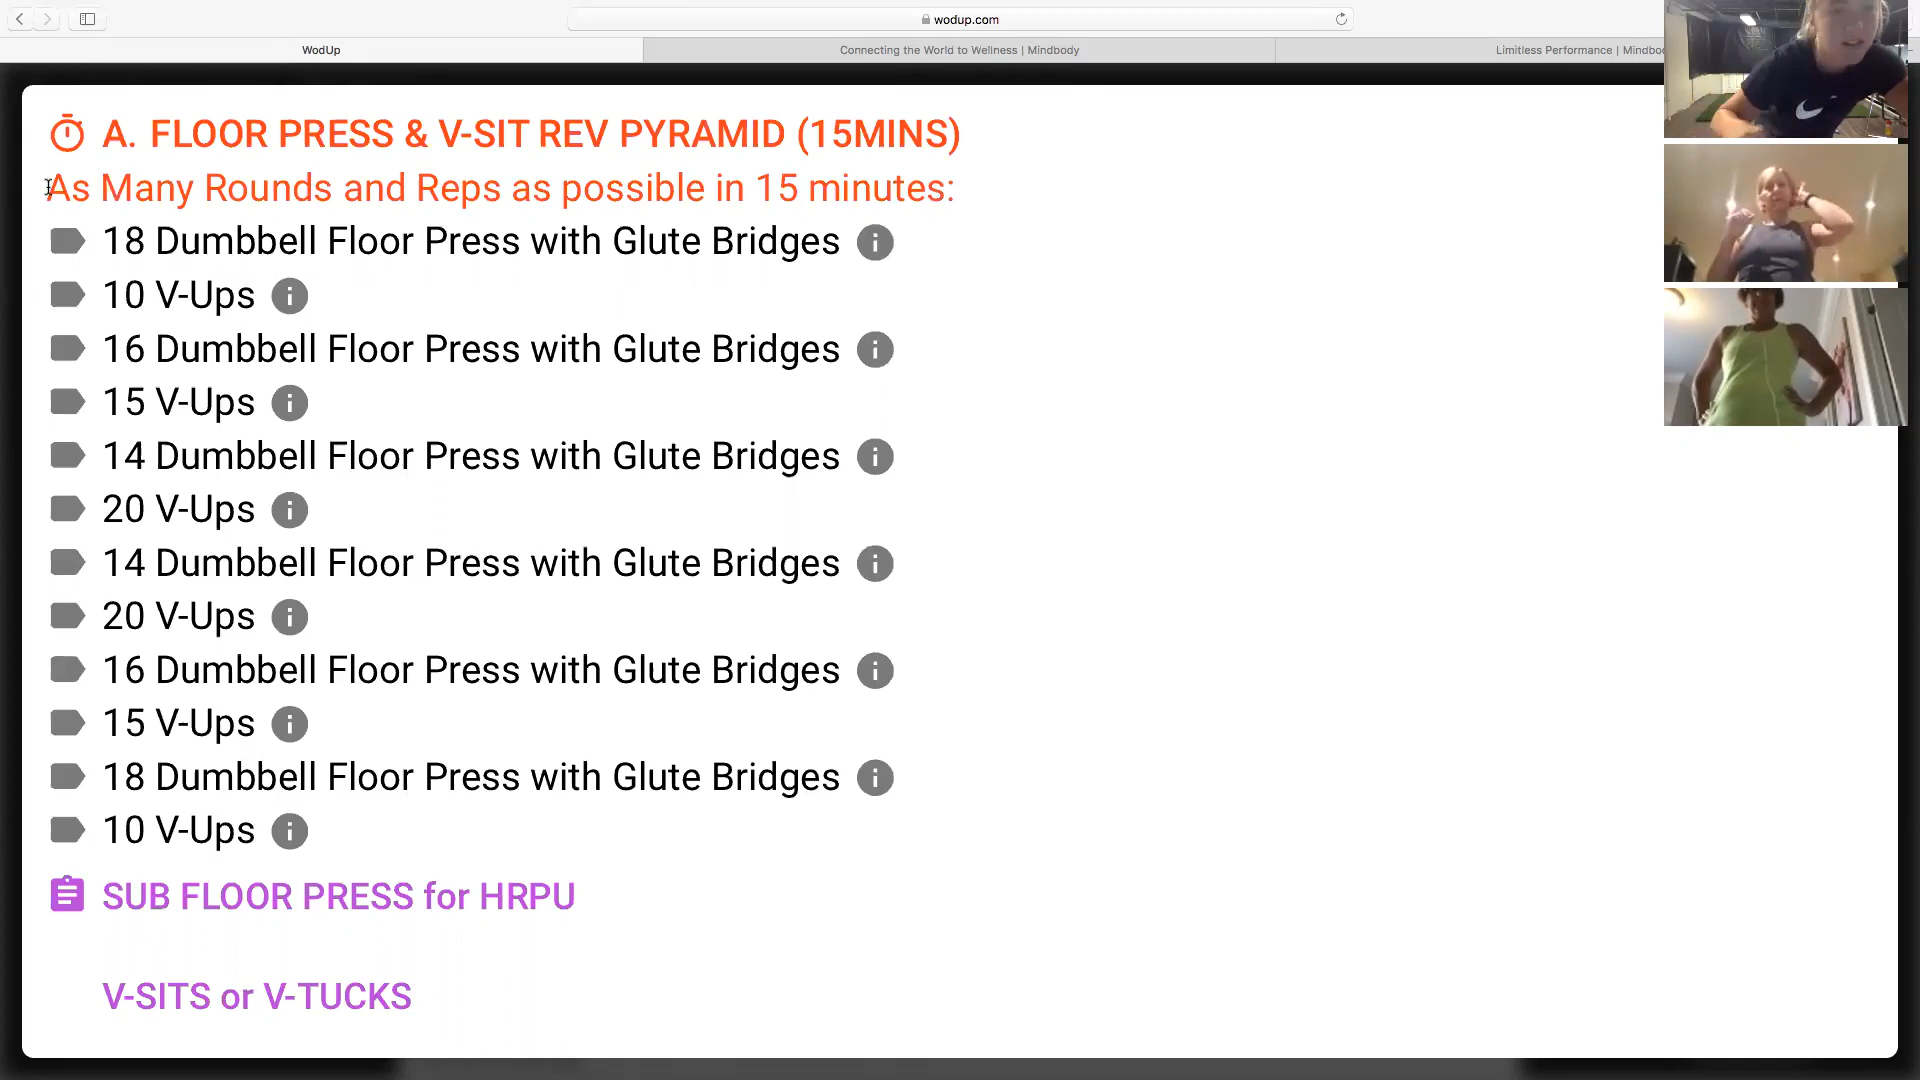 wodup.com
WodUp
Connecting the World to Wellness | Mindbody
Limitless Performance | Mindbo
A. FLOOR PRESS & V-SIT REV PYRAMID (15MINS)
As Many Rounds and Reps as possible in 15 minutes:
18 Dumbbell Floor Press with Glute Bridges
10 V-Ups
16 Dumbbell Floor Press with Glute Bridges
15 V-Ups
14 Dumbbell Floor Press with Glute Bridges
20 V-Ups
14 Dumbbell Floor Press with Glute Bridges
20 V-Ups
16 Dumbbell Floor Press with Glute Bridges
15 V-Ups
18 Dumbbell Floor Press with Glute Bridges
10 V-Ups
SUB FLOOR PRESS for HRPU
V-SITS or V-TUCKS